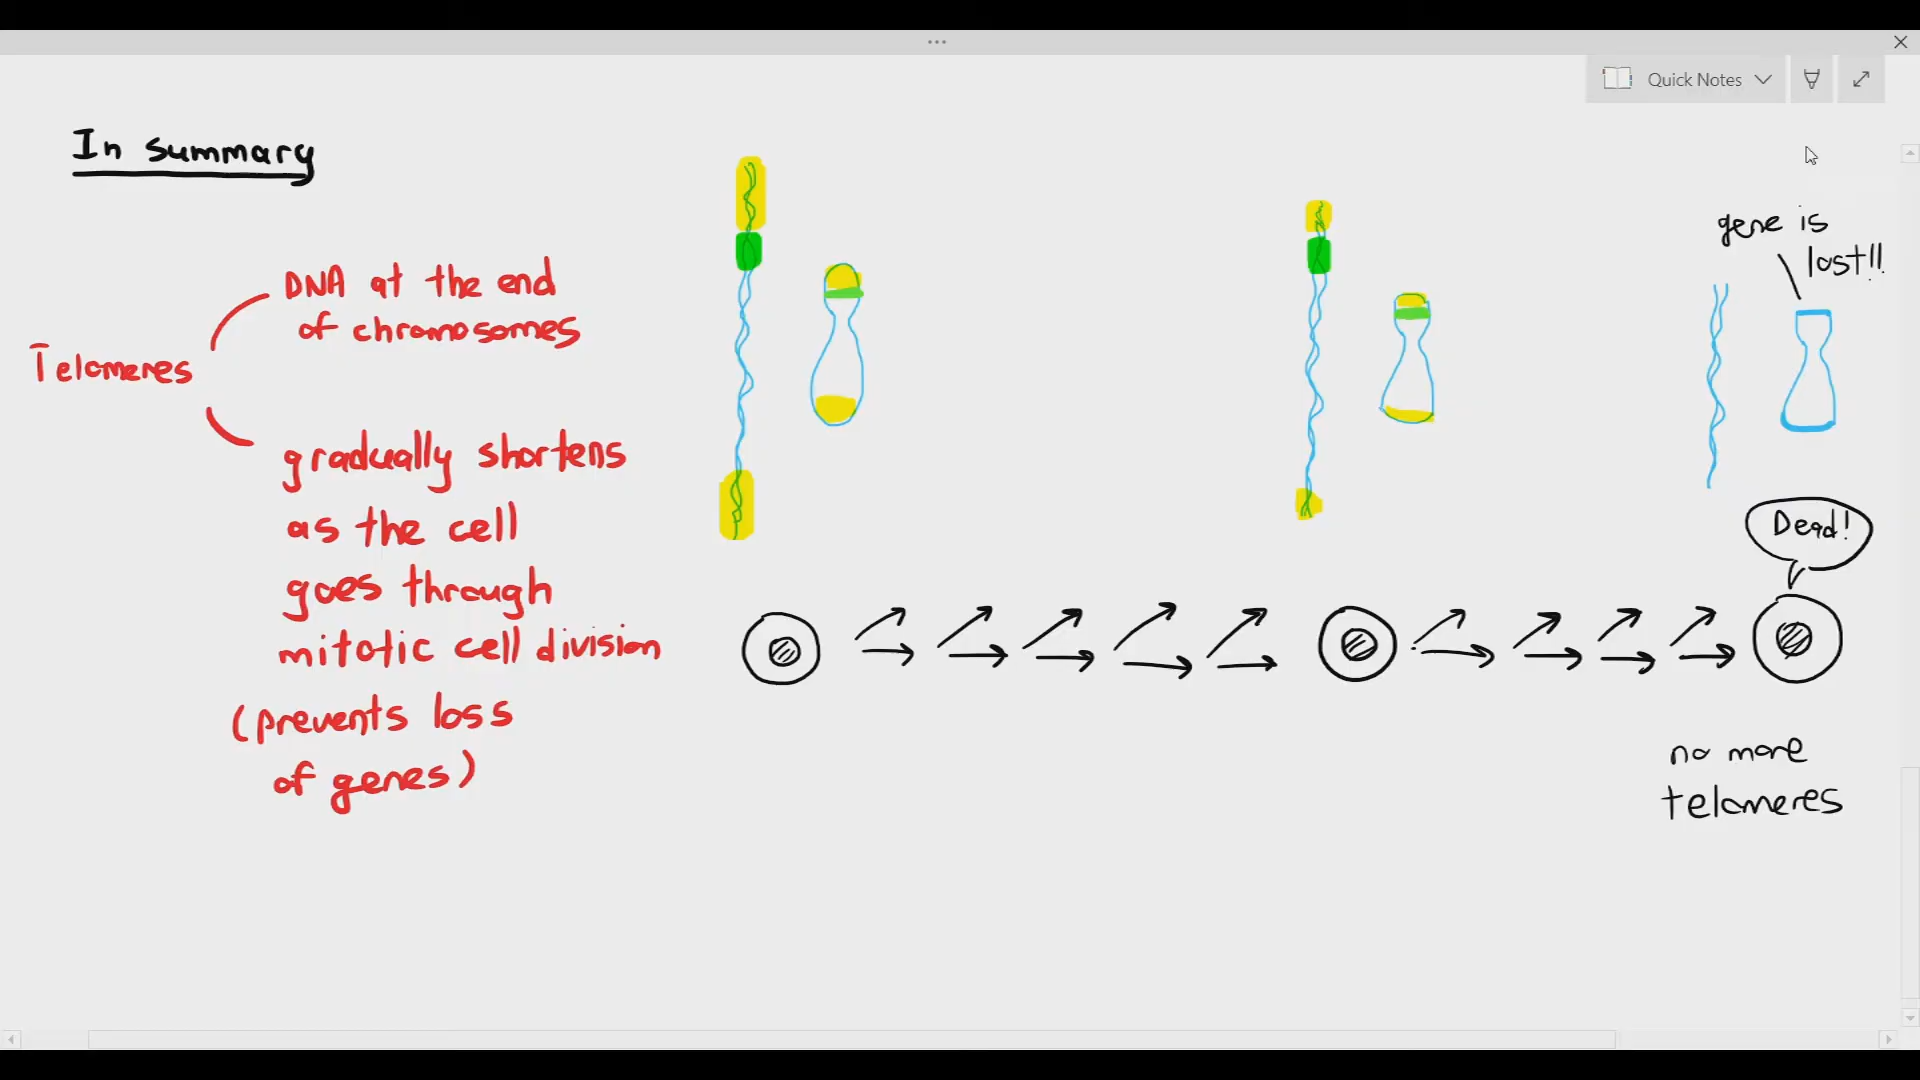 Quick Notes
In summary
Telomeres
DNA at the end
of chromosomes
gradually shortens
as the cell
goes through
mitotic cell division
(prevents loss
of genes)
gene is
lost!!
Dead!
no more
telomeres